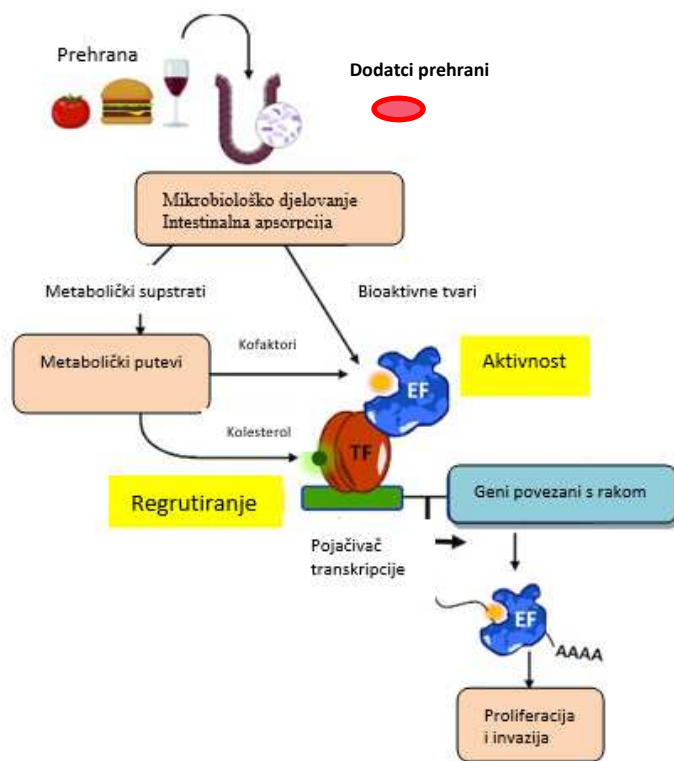 Prehrana
Dodatci prehrani
Mikrobiološko djelovanje
Intestinalna apsorpcija
Metabolički supstrati
Bioaktivne tvari
Metabolički putevi
Kofaktori
EF
Aktivnost
Kolesterol
TF
Regrutiranje
Geni povezani s rakom
Pojačivač
transkripcije
EF
AAAA
Proliferacija
i invazija